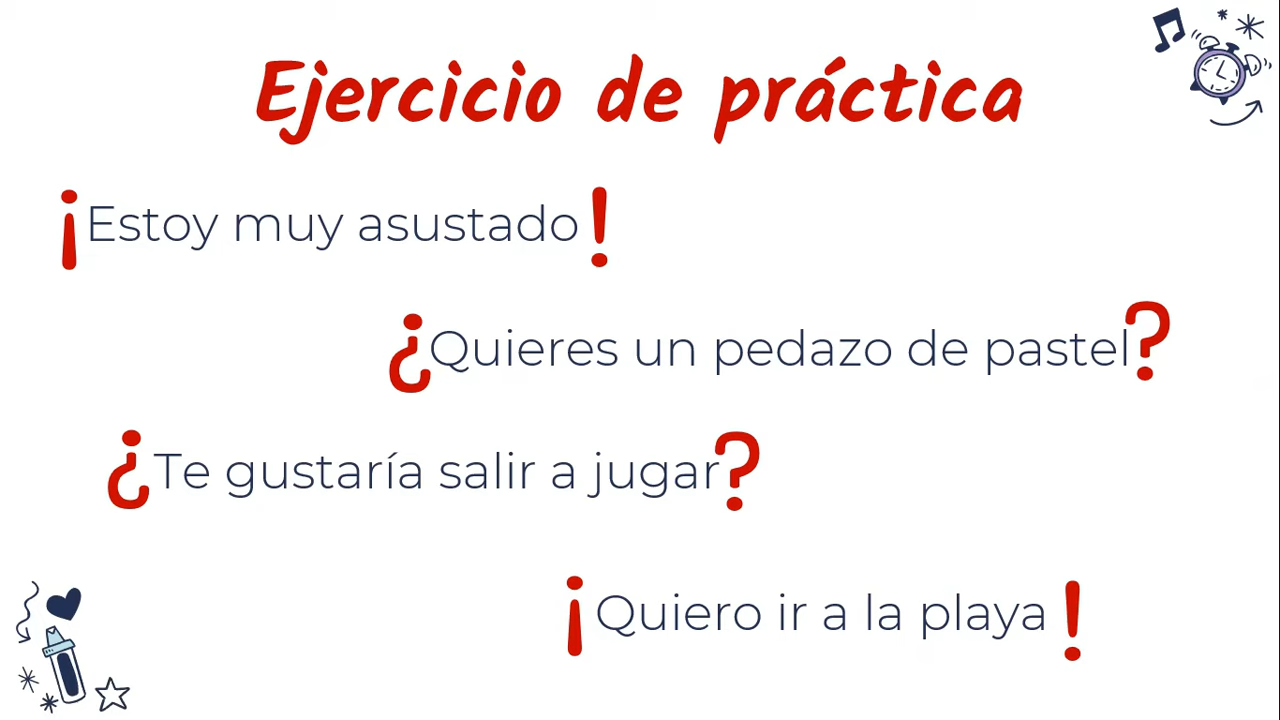 Ejercicio de práctica
¡Estoy muy asustado!
¿Quieres un pedazo de pastel?
¿Te gustaría salir a jugar?
¡Quiero ir a la playa!